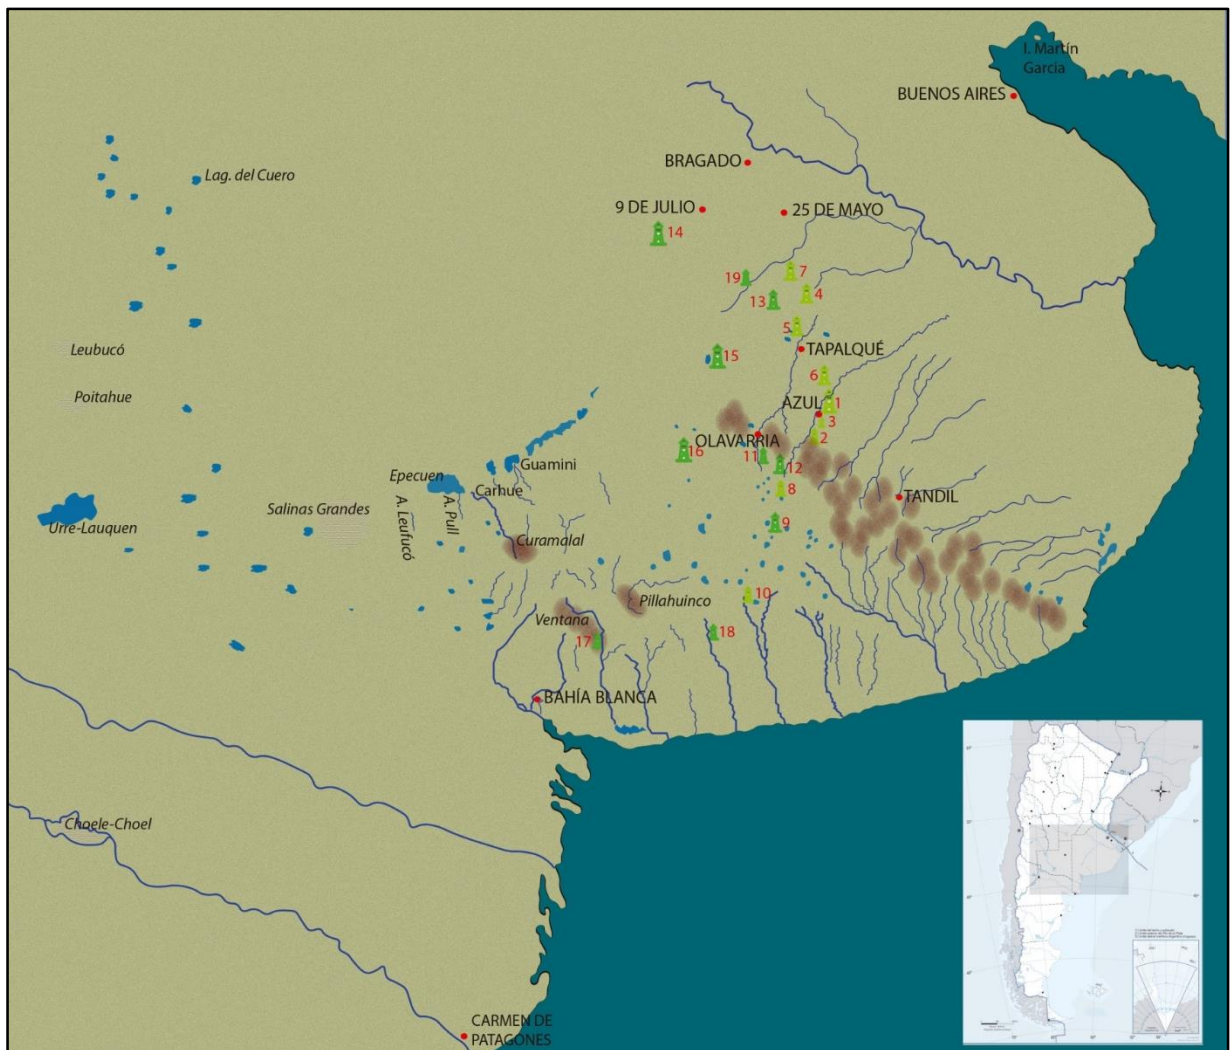 I. Martín
Garcia
BUENOS AIRES
BRAGADO
Lag. del Cuero
9 DE JULIO
25 DE MAYO
14
7
19
4
13
5
Leubucó
TAPALQUÉ
15
6
Poitahue
AZUL
1
3
OLAVARRIA
2
16
11
12
Guamini
Epecuen
Carhue
8
TANDIL
Salinas Grandes
A. Leufucó
A. Pull
Urre-Lauquen
9
Curamalal
10
Pillahuinco
Ventana
18
17
BAHÍA BLANCA
Choele-Choel
CARMEN DE
PATAGONES